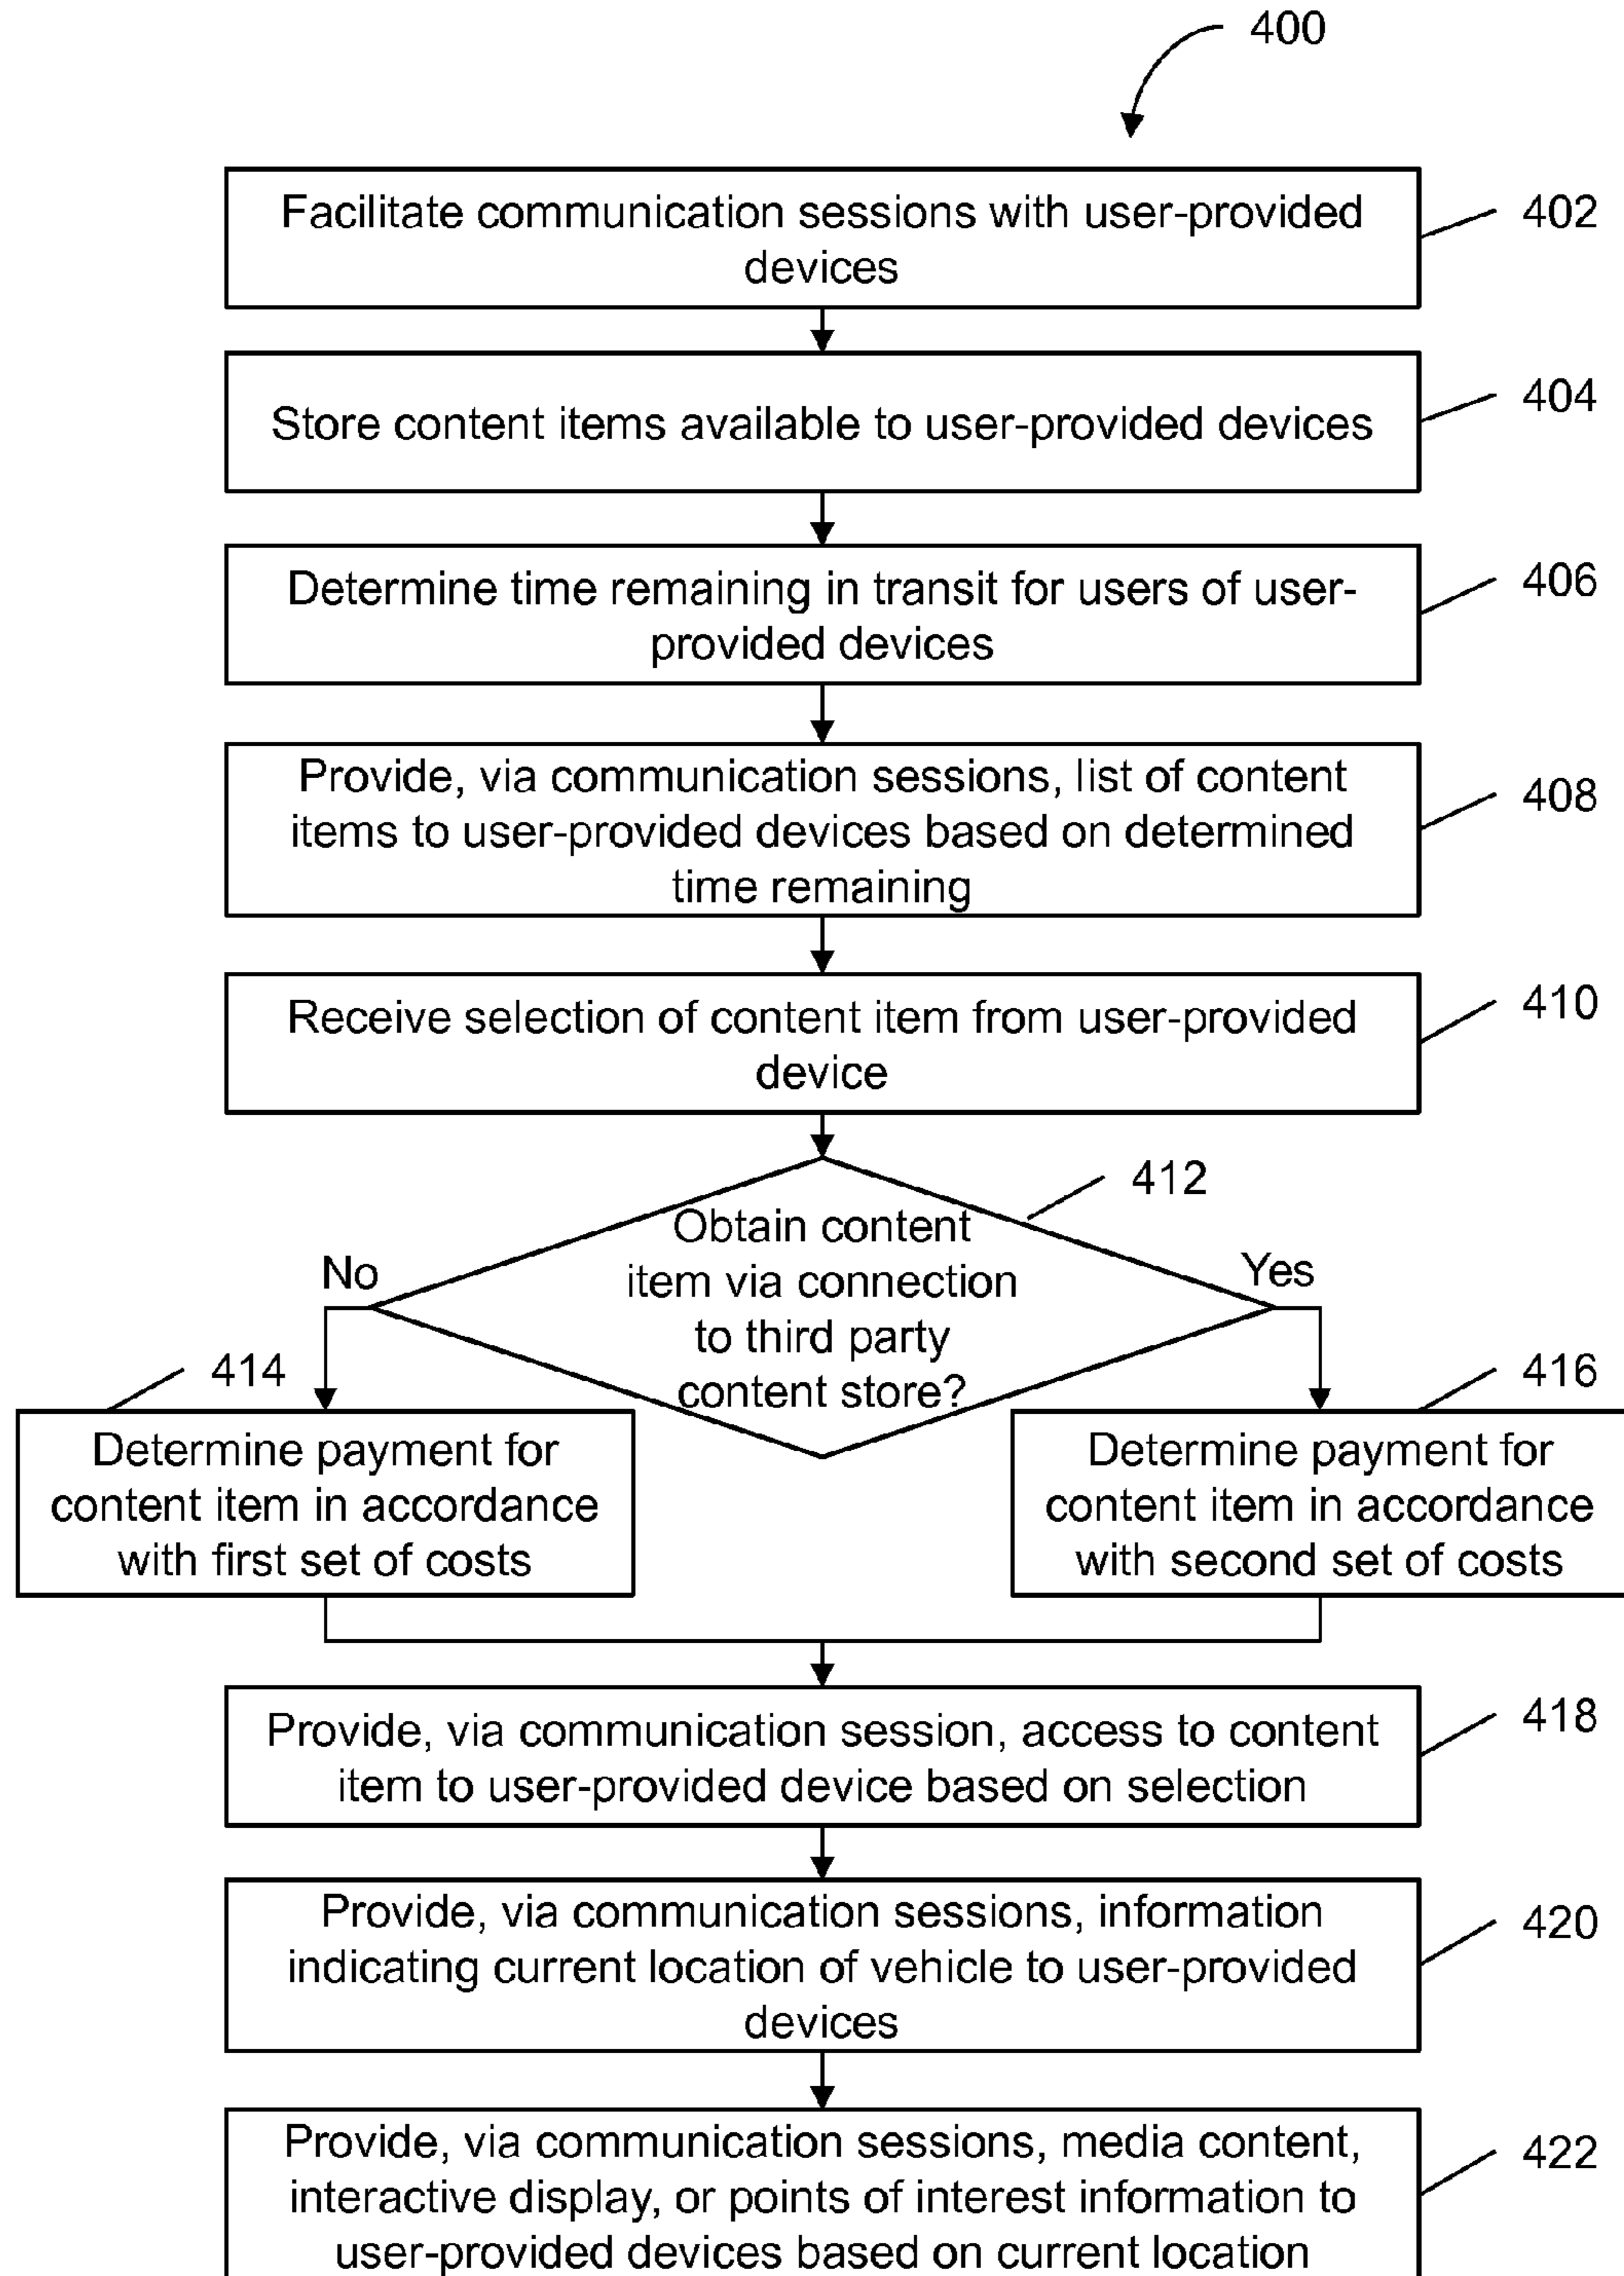 400
Facilitate communication sessions with user-provided
devices
402
Store content items available to user-provided devices
404
Determine time remaining in transit for users of user-
provided devices
406
Provide, via communication sessions, list of content
items to user-provided devices based on determined
time remaining
408
Receive selection of content item from user-provided
device
410
412
Obtain content
item via connection
to third party
content store?
No
Yes
414
Determine payment for
content item in accordance
with first set of costs
416
Determine payment for
content item in accordance
with second set of costs
Provide, via communication session, access to content
item to user-provided device based on selection
418
Provide, via communication sessions, information
indicating current location of vehicle to user-provided
devices
420
Provide, via communication sessions, media content,
interactive display, or points of interest information to
user-provided devices based on current location
422